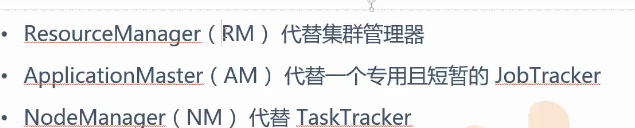 • ResourceManager（RM） 代替集群管理器
• ApplicationMaster（AM） 代替一个专用且短暂的 JobTracker
• NodeManager（NM） 代替 TaskTracker